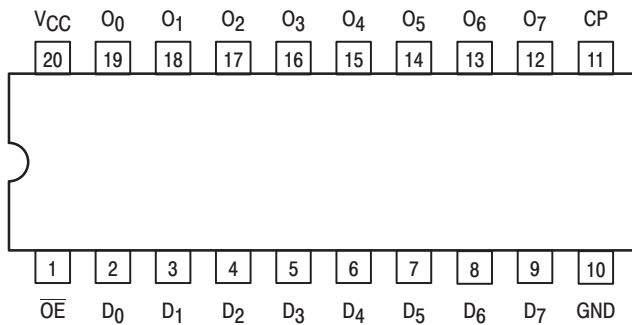 VCC O0 O1 O2 O3 O4 O5 O6 O7 CP
20 19 18 17 16 15 14 13 12 11
1 2 3 4 5 6 7 8 9 10
O̅E̅ D0 D1 D2 D3 D4 D5 D6 D7 GND